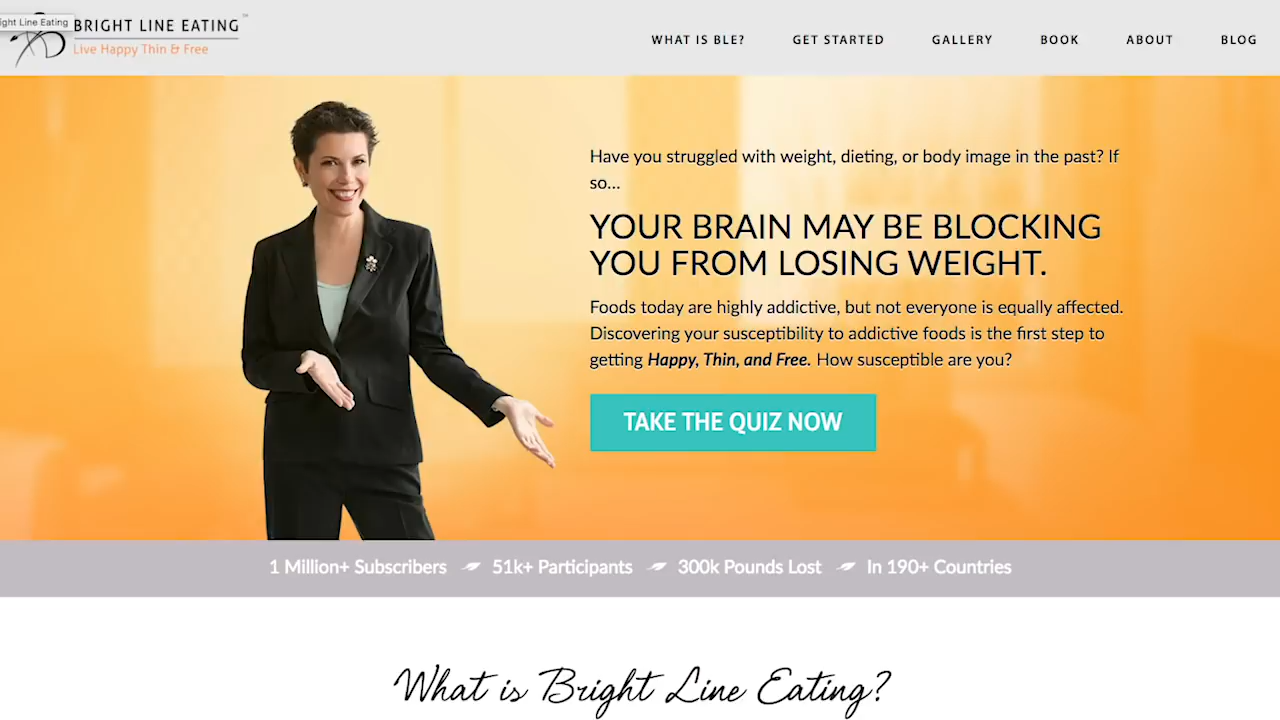 ight Line Eating
BRIGHT LINE EATING™
Live Happy Thin & Free
WHAT IS BLE? GET STARTED GALLERY BOOK ABOUT BLOG
Have you struggled with weight, dieting, or body image in the past? If
so...
YOUR BRAIN MAY BE BLOCKING
YOU FROM LOSING WEIGHT.
Foods today are highly addictive, but not everyone is equally affected.
Discovering your susceptibility to addictive foods is the first step to
getting Happy, Thin, and Free. How susceptible are you?
TAKE THE QUIZ NOW
1 Million+ Subscribers 51k+ Participants 300k Pounds Lost In 190+ Countries
What is Bright Line Eating?